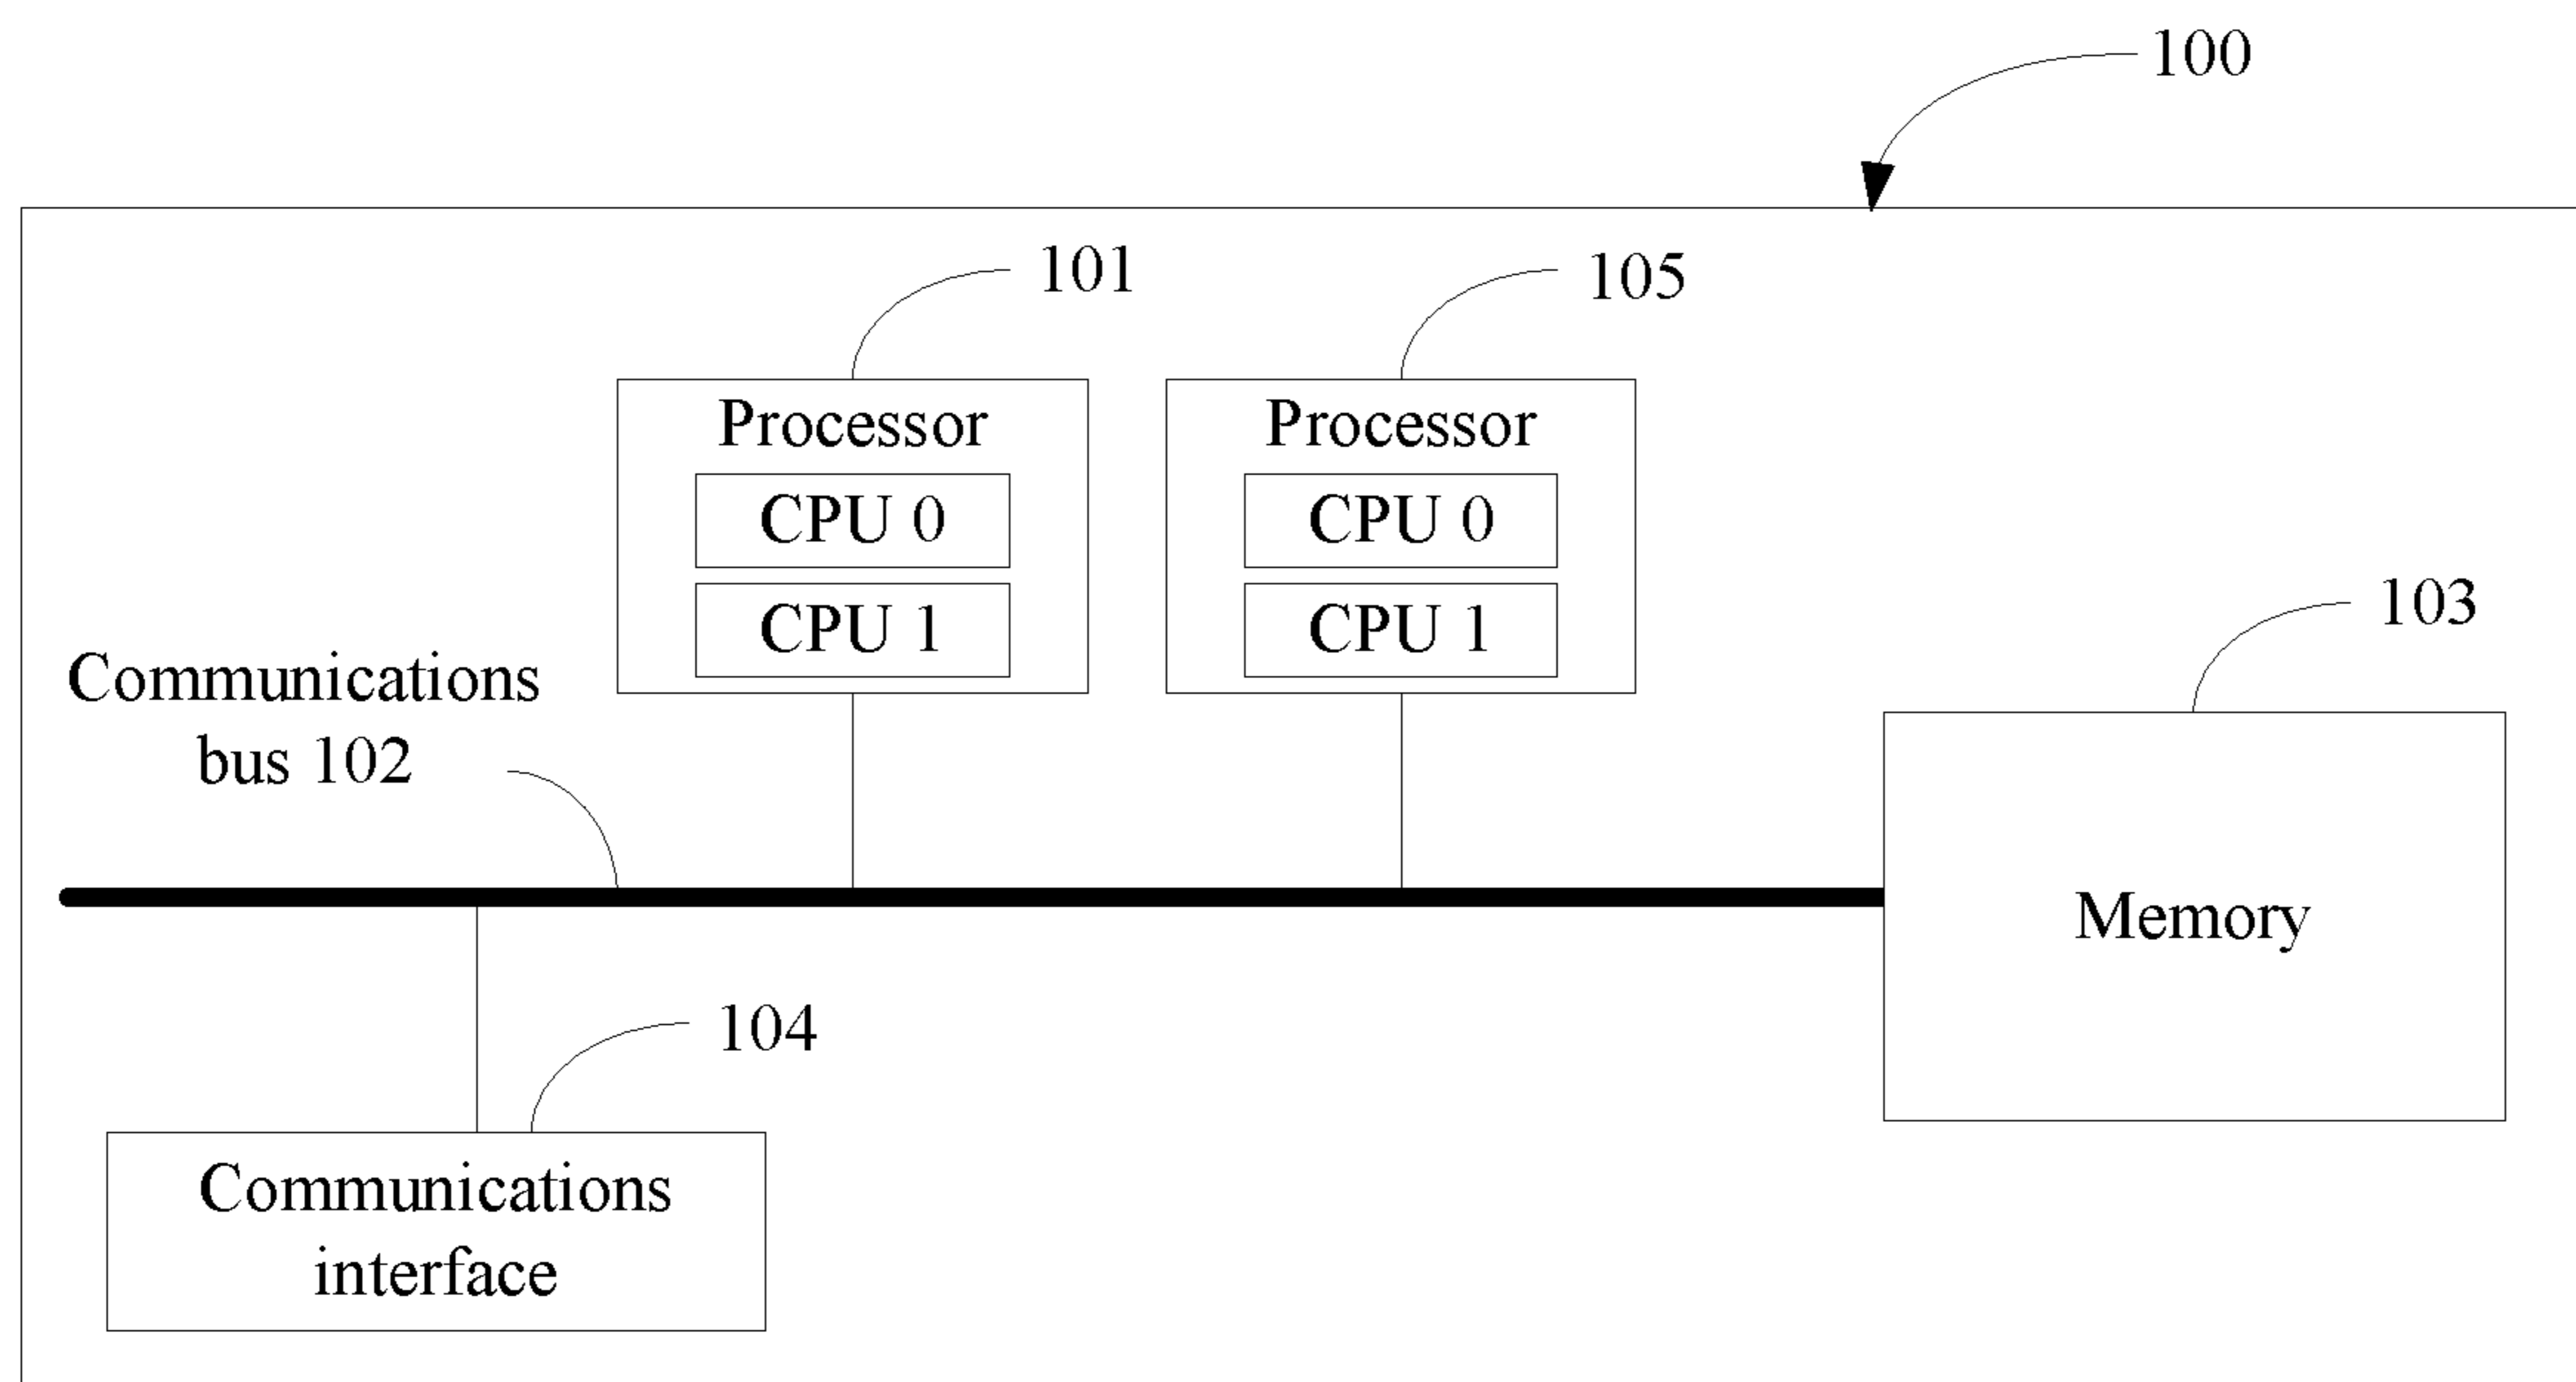 100
101
105
Processor
CPU 0
CPU 1
Processor
CPU 0
CPU 1
103
Communications
bus 102
Memory
104
Communications
interface